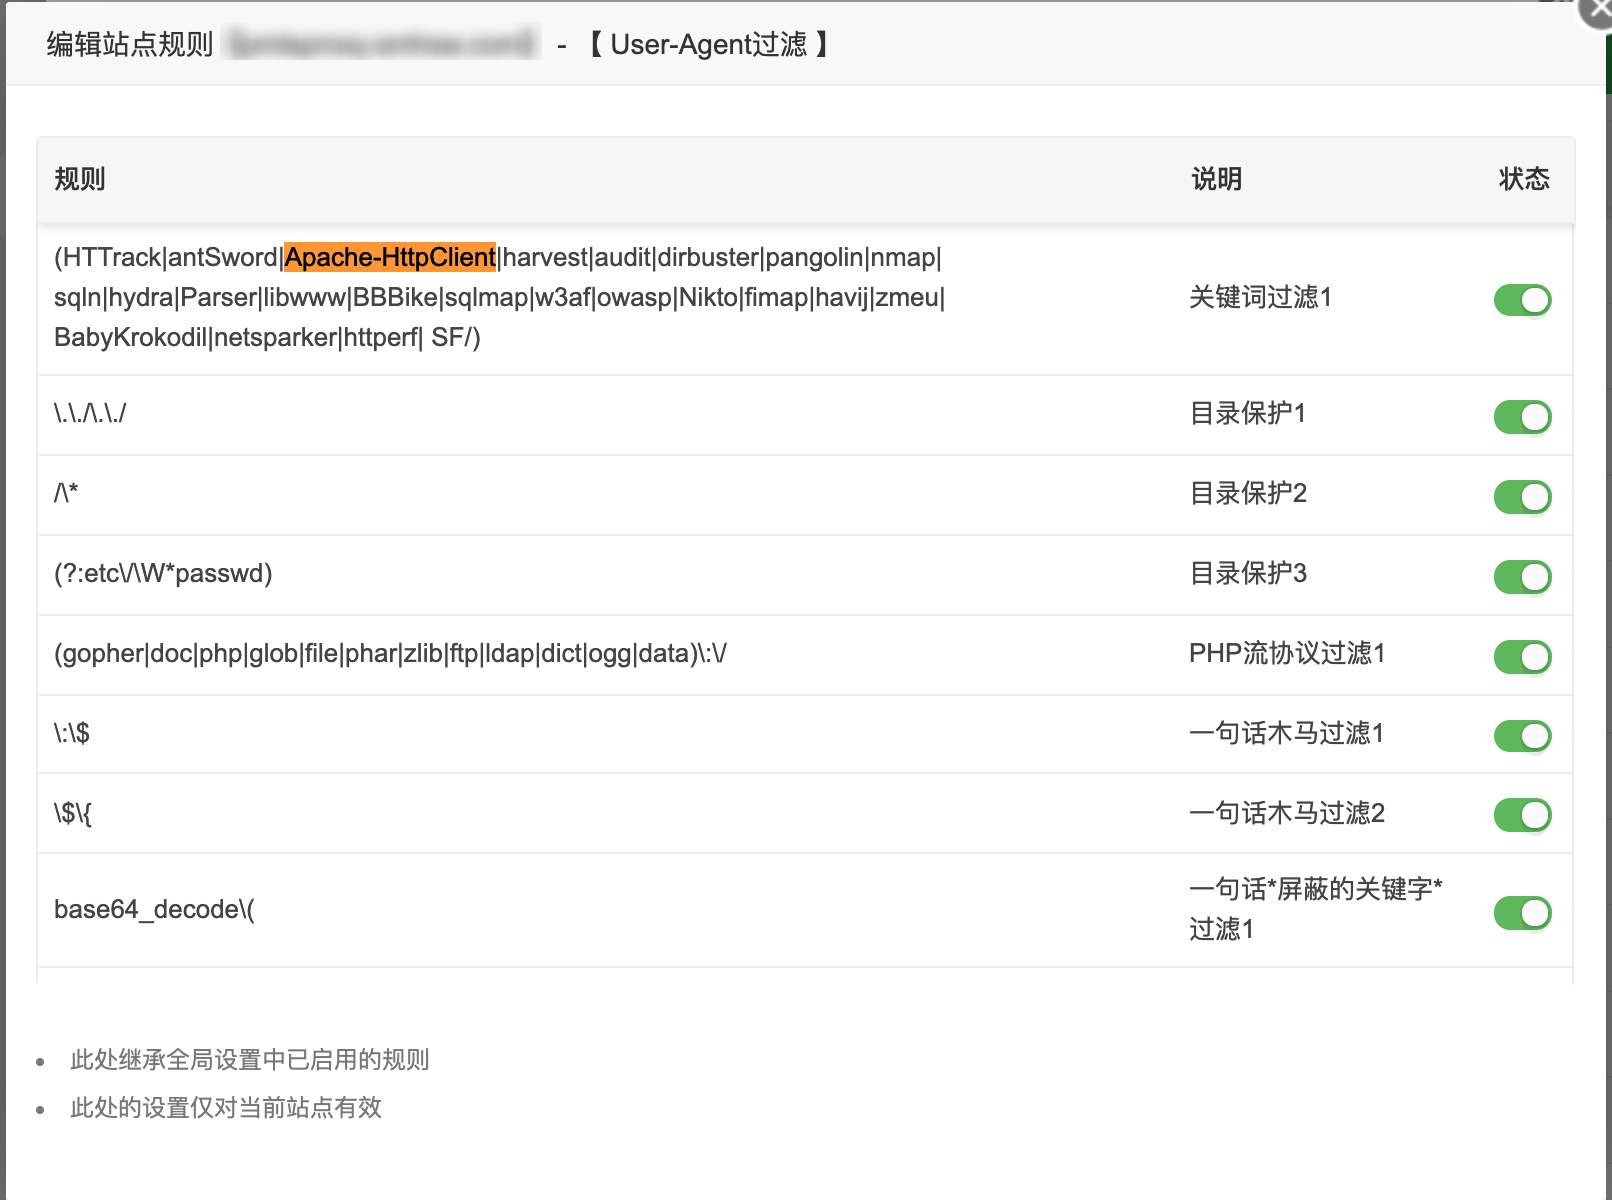 编辑站点规则 - 【 User-Agent过滤 】
规则 说明 状态
(HTTrack|antSword|Apache-HttpClient|harvest|audit|dirbuster|pangolin|nmap|
sqln|hydra|Parser|libwww|BBBike|sqlmap|w3af|owasp|Nikto|fimap|havij|zmeu|
BabyKrokodil|netsparker|httperf| SF/)
关键词过滤1
\.\./\.\./ 目录保护1
/\* 目录保护2
(?:etc\/\W*passwd) 目录保护3
(gopher|doc|php|glob|file|phar|zlib|ftp|ldap|dict|ogg|data)\:\/ PHP流协议过滤1
\:\$ 一句话木马过滤1
\$\{ 一句话木马过滤2
base64_decode\( 一句话*屏蔽的关键字*
过滤1
此处继承全局设置中已启用的规则
此处的设置仅对当前站点有效